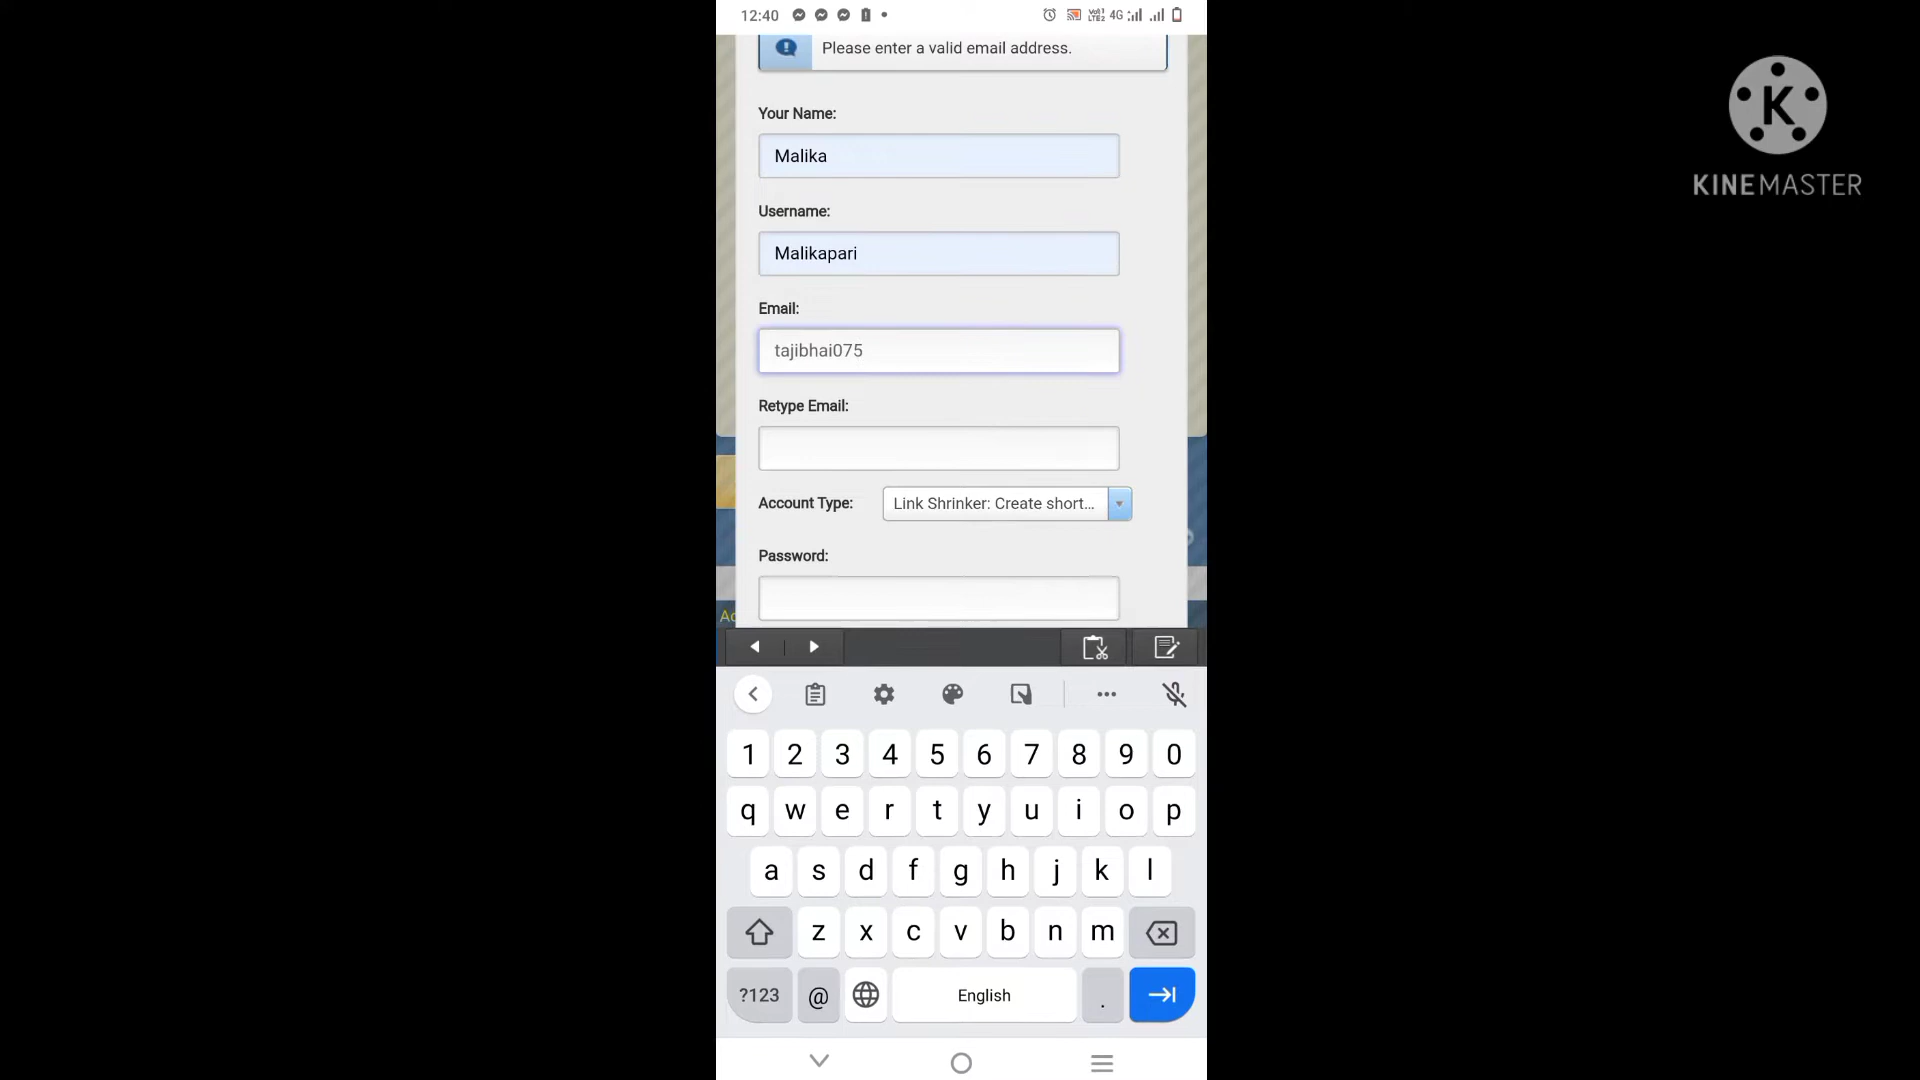 12:40
4G
Please enter a valid email address.
Your Name:
Malika
Username:
Malikapari
Email:
tajibhai075
Retype Email:
Account Type:
Link Shrinker: Create short...
Password:
1 2 3 4 5 6 7 8 9 0
q w e r t y u i o p
a s d f g h j k l
z x c v b n m
?123 @ English .
K
KINEMASTER